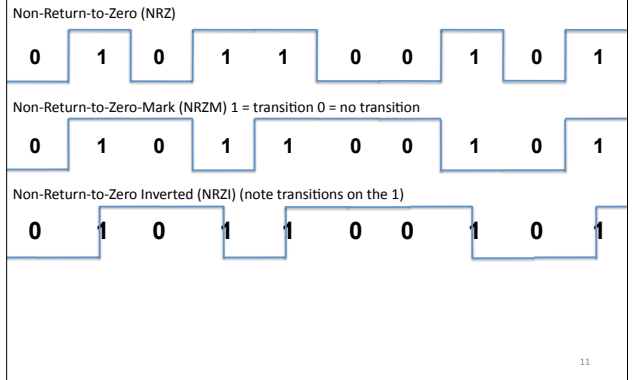 Non-Return-to-Zero (NRZ)
0 1 0 1 1 0 0 1 0 1
Non-Return-to-Zero-Mark (NRZM) 1 = transition 0 = no transition
0 1 0 1 1 0 0 1 0 1
Non-Return-to-Zero Inverted (NRZI) (note transitions on the 1)
0 1 0 1 1 0 0 1 0 1
11